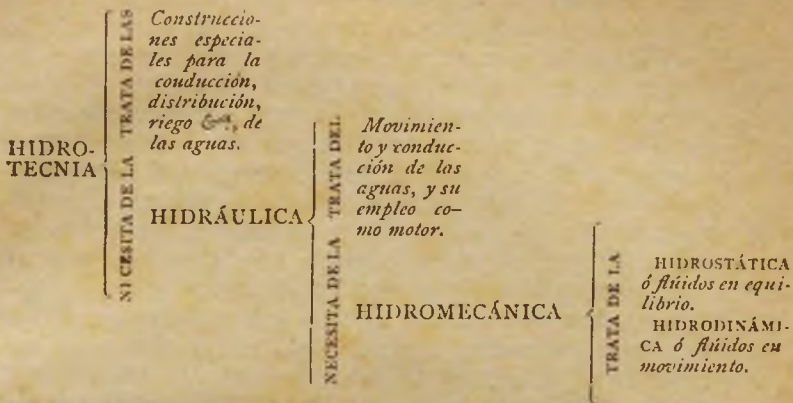 HIDRO-
TECNIA
TRATA DE LAS
Construccio-
nes especia-
les para la
conducción,
distribución,
riego &ª, de
las aguas.
NECESITA DE LA
HIDRÁULICA
TRATA DEL
Movimien-
to y conduc-
ción de las
aguas, y su
empleo co-
mo motor.
NECESITA DE LA
HIDROMECÁNICA
TRATA DE LA
HIDROSTÁTICA
ó flúidos en equi-
librio.
HIDRODINÁMI-
CA ó flúidos en
movimiento.